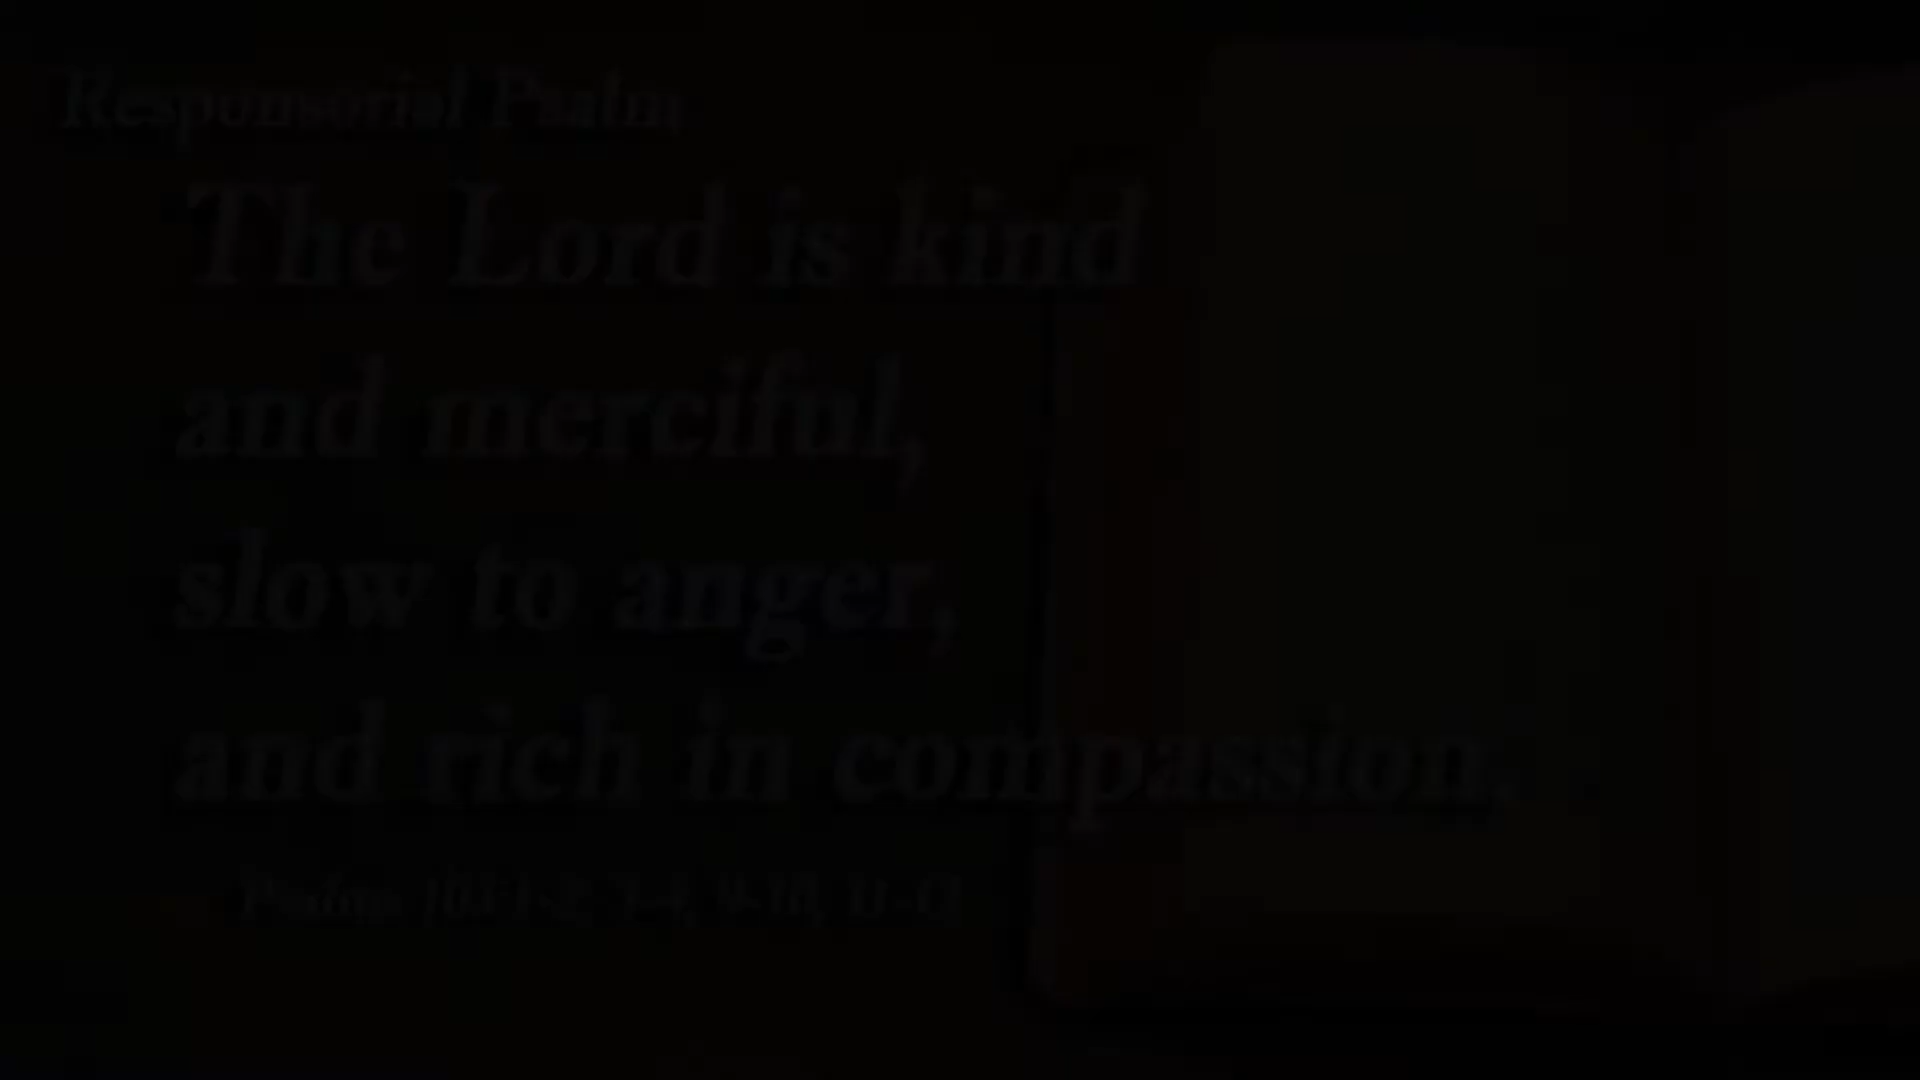 Responsorial Psalm
The Lord is kind
and merciful,
slow to anger,
and rich in compassion.
Psalms 103:1-2, 3-4, 9-10, 11-12